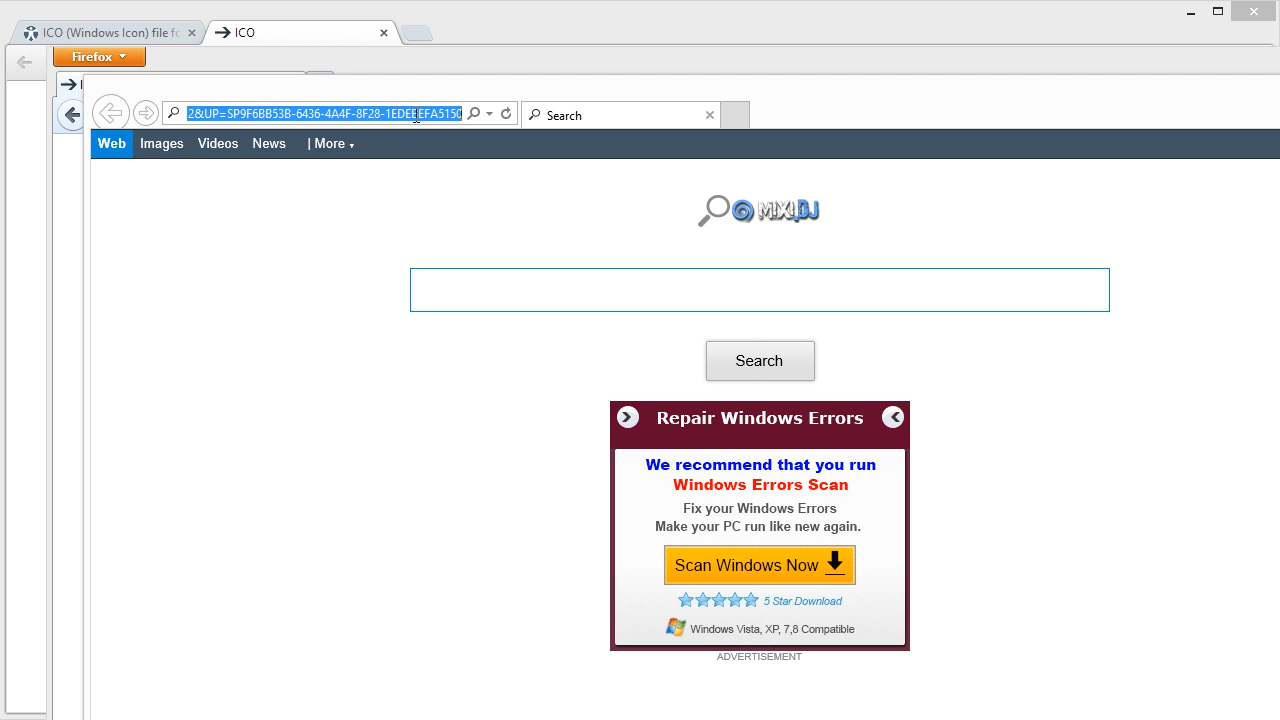 ICO (Windows Icon) file fo
ICO
Firefox
2&UP=SP9F6BB53B-6436-4A4F-8F28-1EDEEEFA5150
Search
Web
Images
Videos
News
| More
MIXI.DJ
Search
Repair Windows Errors
We recommend that you run
Windows Errors Scan
Fix your Windows Errors
Make your PC run like new again.
Scan Windows Now
5 Star Download
Windows Vista, XP, 7,8 Compatible
ADVERTISEMENT